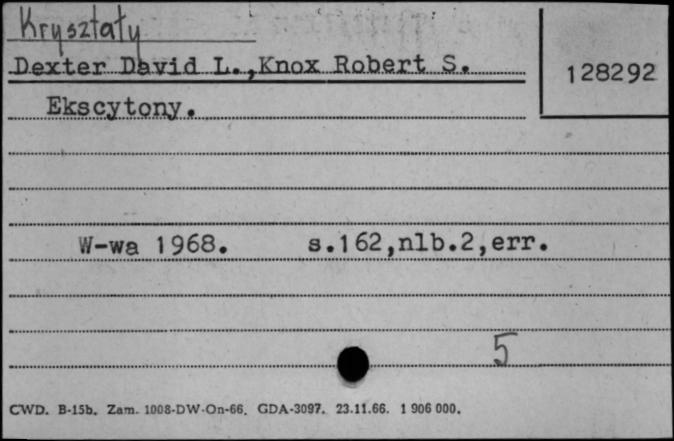 Kryształy
Dexter David L.,Knox Robert S.
128292
Ekscytony.
W-wa 1968. s.162,nlb.2,err.
5
CWD. B-15b. Zam. 1008-DW-On-66. GDA-3097. 23.11.66. 1 906 000.